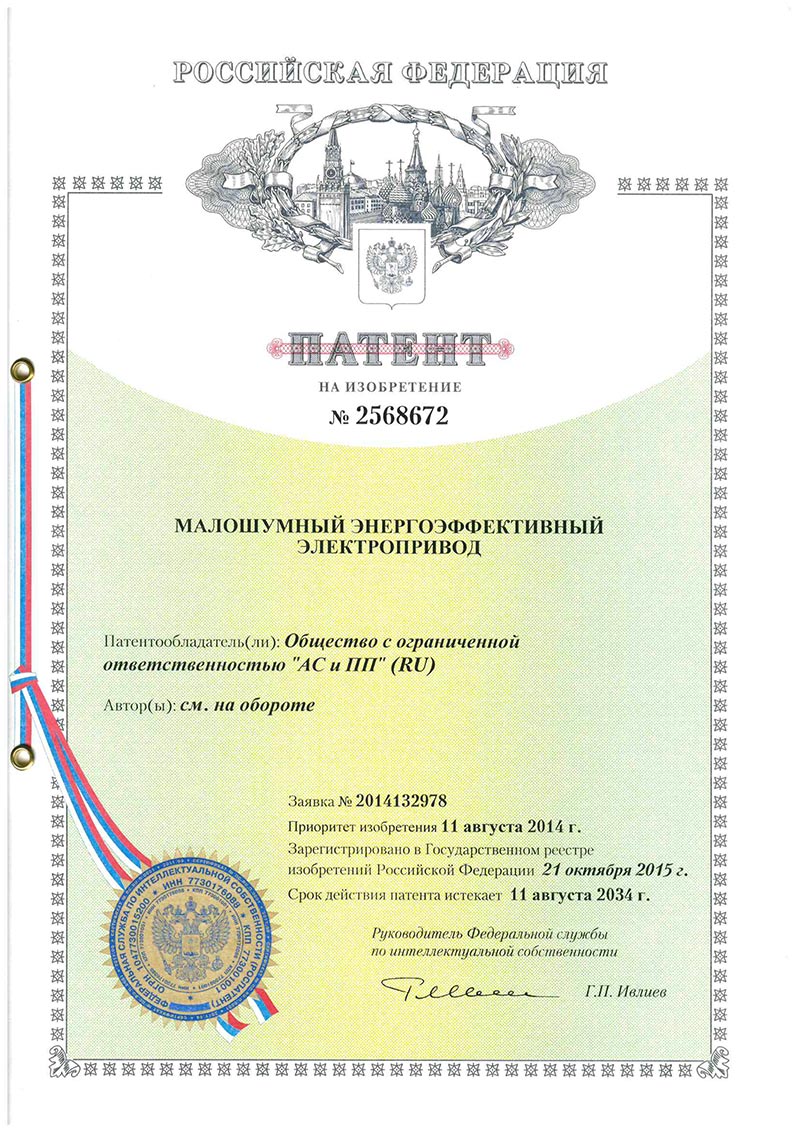 РОССИЙСКАЯ ФЕДЕРАЦИЯ
ПАТЕНТ
НА ИЗОБРЕТЕНИЕ
№ 2568672
МАЛОШУМНЫЙ ЭНЕРГОЭФФЕКТИВНЫЙ
ЭЛЕКТРОПРИВОД
Патентообладатель(ли): Общество с ограниченной
ответственностью "АС и ПП" (RU)
Автор(ы): см. на обороте
Заявка № 2014132978
Приоритет изобретения 11 августа 2014 г.
Зарегистрировано в Государственном реестре
изобретений Российской Федерации 21 октября 2015 г.
Срок действия патента истекает 11 августа 2034 г.
Руководитель Федеральной службы
по интеллектуальной собственности
Г.П. Ивлиев
ФЕДЕРАЛЬНАЯ СЛУЖБА ПО ИНТЕЛЛЕКТУАЛЬНОЙ СОБСТВЕННОСТИ (РОСПАТЕНТ)
ОГРН 1047730015200 * ИНН 7730176088 * КПП 773001001